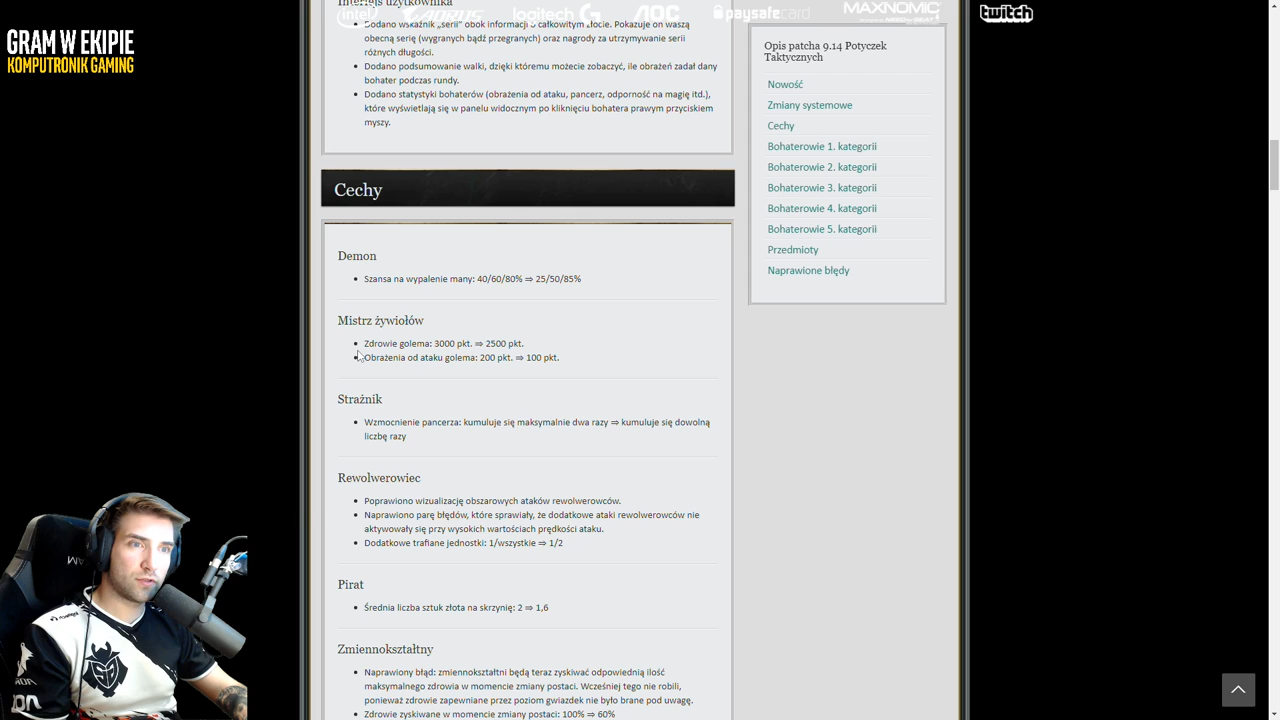 Interfejs użytkownika
intel AORUS logitech G AOC paysafecard MAXNOMIC twitch
GRAM W EKIPIE
KOMPUTRONIK GAMING
Dodano wskaźnik „serii” obok informacji o całkowitym złocie. Pokazuje on waszą
obecną serię (wygranych bądź przegranych) oraz nagrody za utrzymywanie serii
różnych długości.
Dodano podsumowanie walki, dzięki któremu możecie zobaczyć, ile obrażeń zadał dany
bohater podczas rundy.
Dodano statystyki bohaterów (obrażenia od ataku, pancerz, odporność na magię itd.),
które wyświetlają się w panelu widocznym po kliknięciu bohatera prawym przyciskiem
myszy.
Cechy
Demon
Szansa na wypalenie many: 40/60/80% ⇒ 25/50/85%
Mistrz żywiołów
Zdrowie golema: 3000 pkt. ⇒ 2500 pkt.
Obrażenia od ataku golema: 200 pkt. ⇒ 100 pkt.
Strażnik
Wzmocnienie pancerza: kumuluje się maksymalnie dwa razy ⇒ kumuluje się dowolną
liczbę razy
Rewolwerowiec
Poprawiono wizualizację obszarowych ataków rewolwerowców.
Naprawiono parę błędów, które sprawiały, że dodatkowe ataki rewolwerowców nie
aktywowały się przy wysokich wartościach prędkości ataku.
Dodatkowe trafiane jednostki: 1/wszystkie ⇒ 1/2
Pirat
Średnia liczba sztuk złota na skrzynię: 2 ⇒ 1,6
Zmiennokształtny
Naprawiony błąd: zmiennokształtni będą teraz zyskiwać odpowiednią ilość
maksymalnego zdrowia w momencie zmiany postaci. Wcześniej tego nie robili,
ponieważ zdrowie zapewniane przez poziom gwiazdek nie było brane pod uwagę.
Zdrowie zyskiwane w momencie zmiany postaci: 100% ⇒ 60%
Opis patcha 9.14 Potyczek
Taktycznych
Nowość
Zmiany systemowe
Cechy
Bohaterowie 1. kategorii
Bohaterowie 2. kategorii
Bohaterowie 3. kategorii
Bohaterowie 4. kategorii
Bohaterowie 5. kategorii
Przedmioty
Naprawione błędy